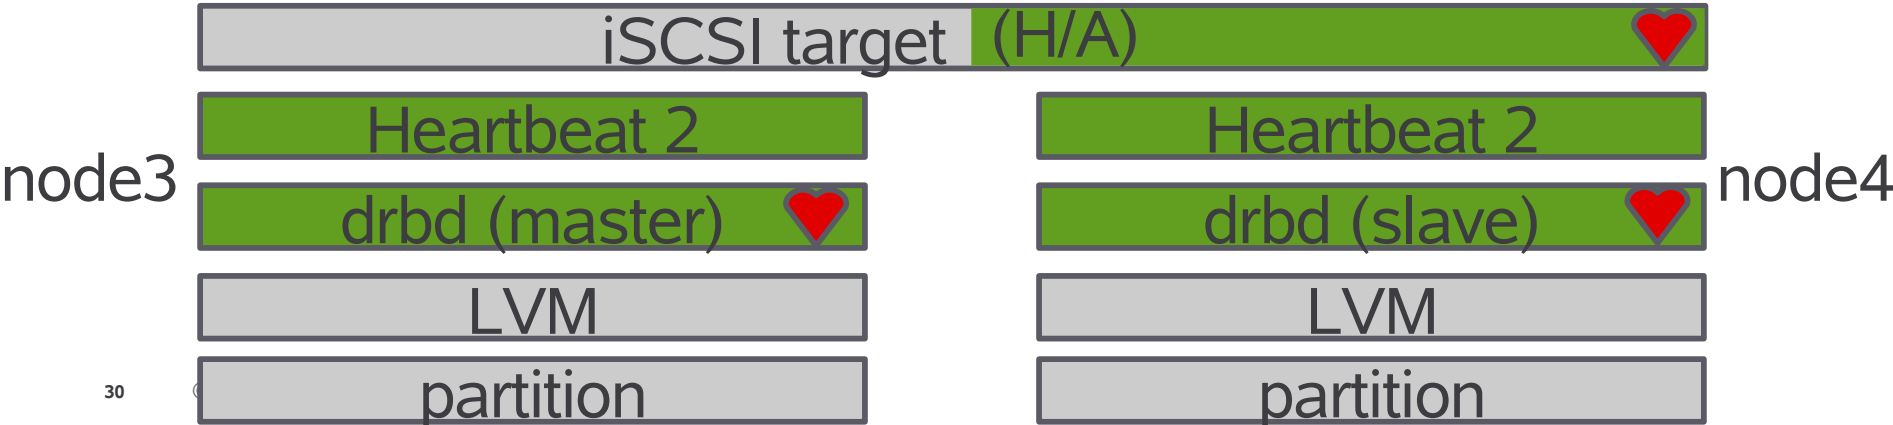 iSCSI target (H/A)
Heartbeat 2 Heartbeat 2
node3 node4
drbd (master) drbd (slave)
LVM LVM
30 partition partition